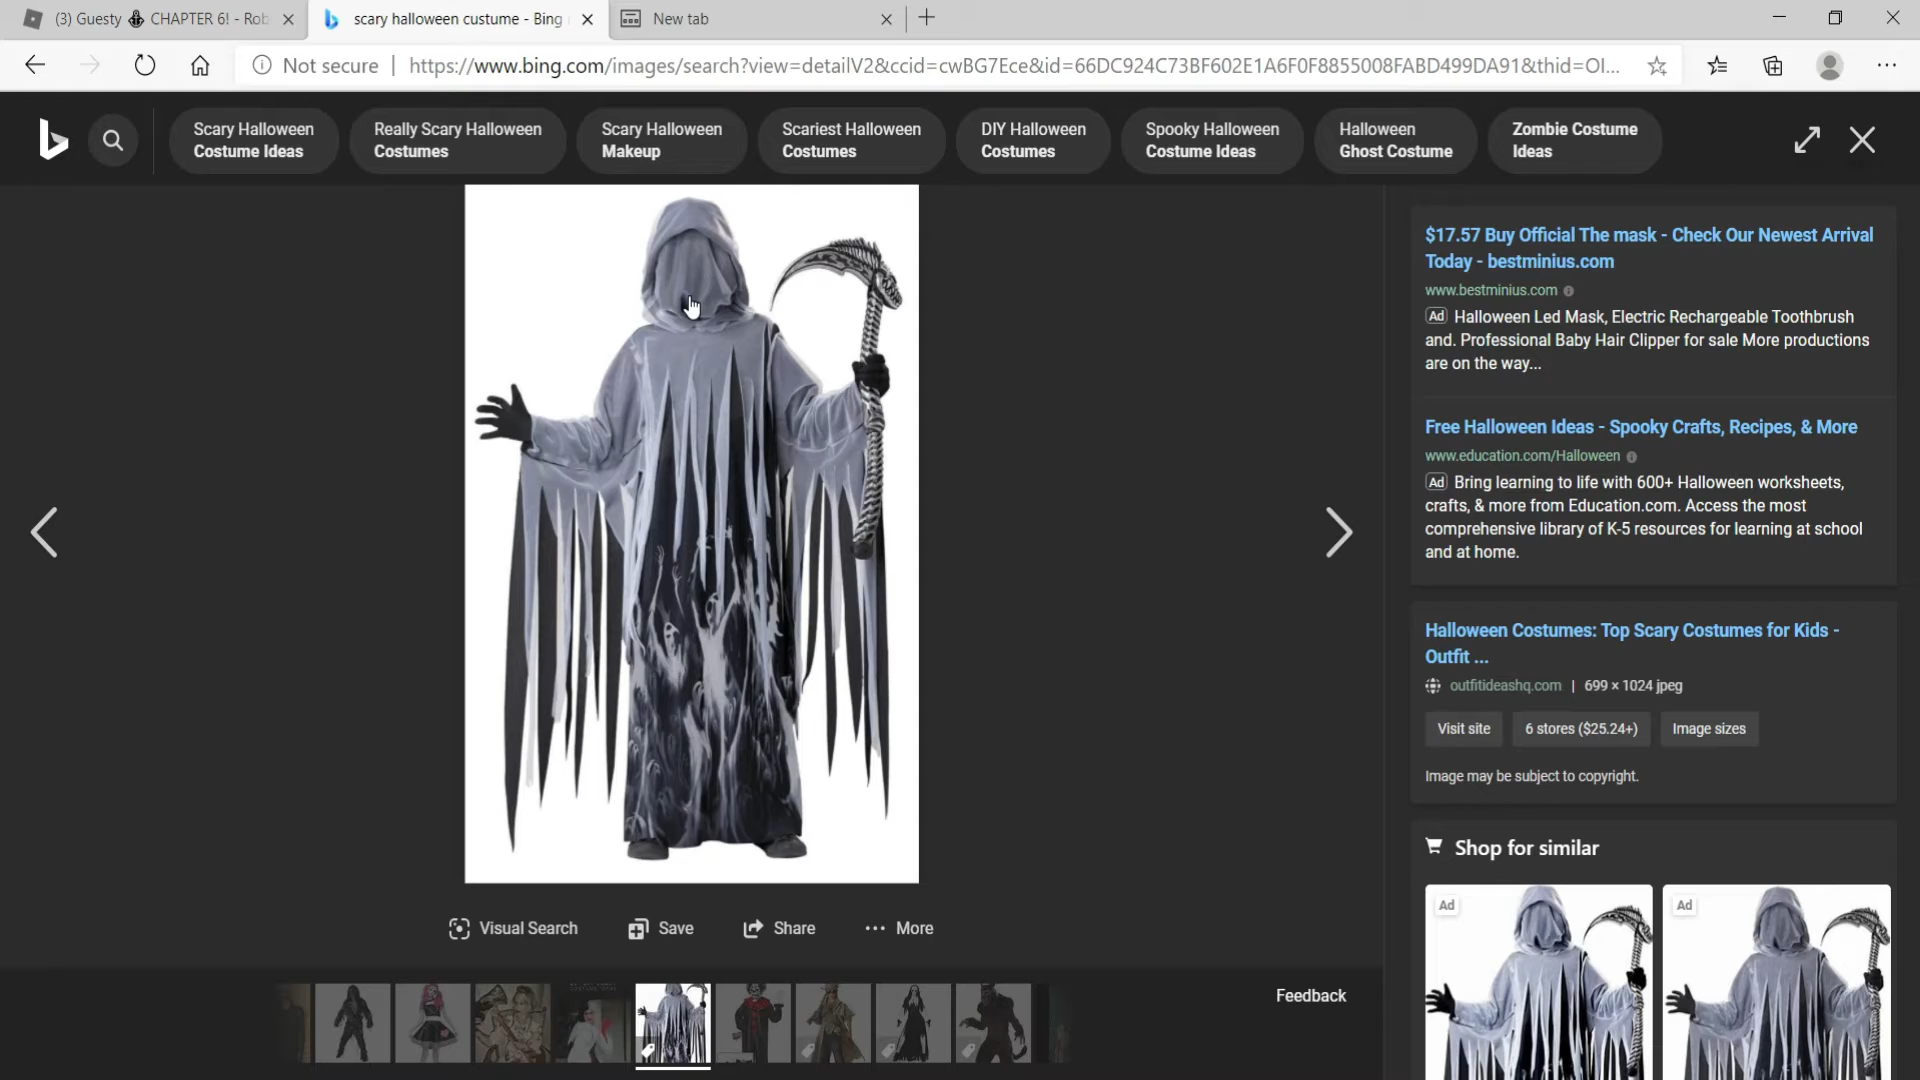 (3) Guesty CHAPTER 6! - Rob
scary halloween custume - Bing
New tab
Not secure | https://www.bing.com/images/search?view=detailV2&ccid=cwBG7Ece&id=66DC924C73BF602E1A6F0F8855008FABD499DA91&thid=OI...
Scary Halloween
Costume Ideas
Really Scary Halloween
Costumes
Scary Halloween
Makeup
Scariest Halloween
Costumes
DIY Halloween
Costumes
Spooky Halloween
Costume Ideas
Halloween
Ghost Costume
Zombie Costume
Ideas
$17.57 Buy Official The mask - Check Our Newest Arrival
Today - bestminius.com
www.bestminius.com
Ad Halloween Led Mask, Electric Rechargeable Toothbrush
and. Professional Baby Hair Clipper for sale More productions
are on the way...
Free Halloween Ideas - Spooky Crafts, Recipes, & More
www.education.com/Halloween
Ad Bring learning to life with 600+ Halloween worksheets,
crafts, & more from Education.com. Access the most
comprehensive library of K-5 resources for learning at school
and at home.
Halloween Costumes: Top Scary Costumes for Kids -
Outfit ...
outfitideashq.com | 699 × 1024 jpeg
Visit site
6 stores ($25.24+)
Image sizes
Image may be subject to copyright.
Shop for similar
Ad
Ad
Visual Search
Save
Share
More
Feedback